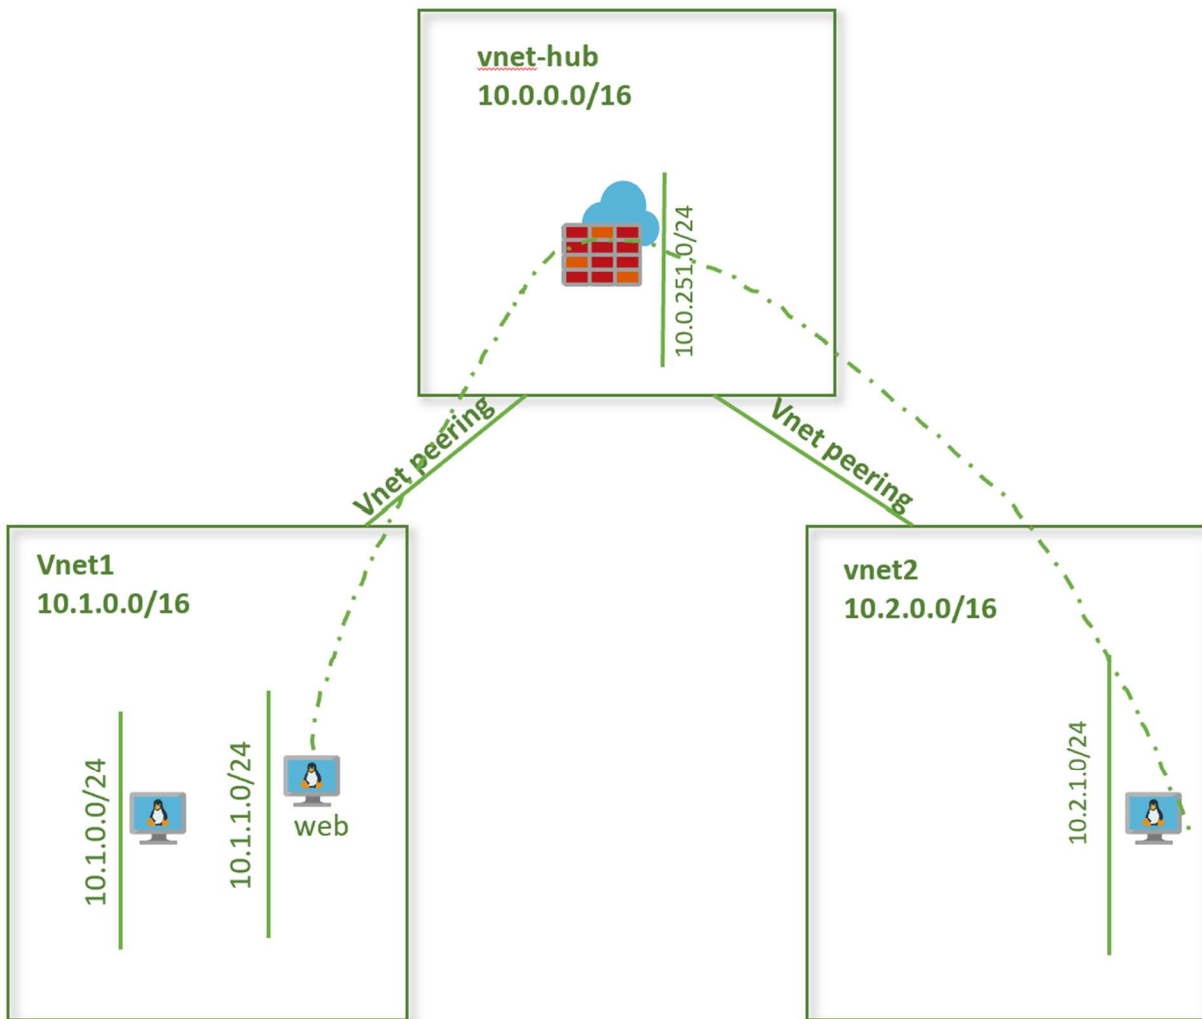 vnet-hub
10.0.0.0/16
10.0.251.0/24
Vnet peering
Vnet peering
Vnet1
10.1.0.0/16
10.1.0.0/24
10.1.1.0/24
web
vnet2
10.2.0.0/16
10.2.1.0/24